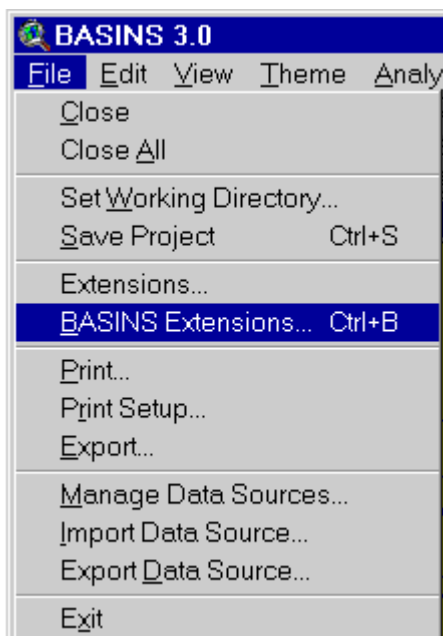 BASINS 3.0
File Edit View Theme Analy
Close
Close All
Set Working Directory...
Save Project Ctrl+S
Extensions...
BASINS Extensions... Ctrl+B
Print...
Print Setup...
Export...
Manage Data Sources...
Import Data Source...
Export Data Source...
Exit